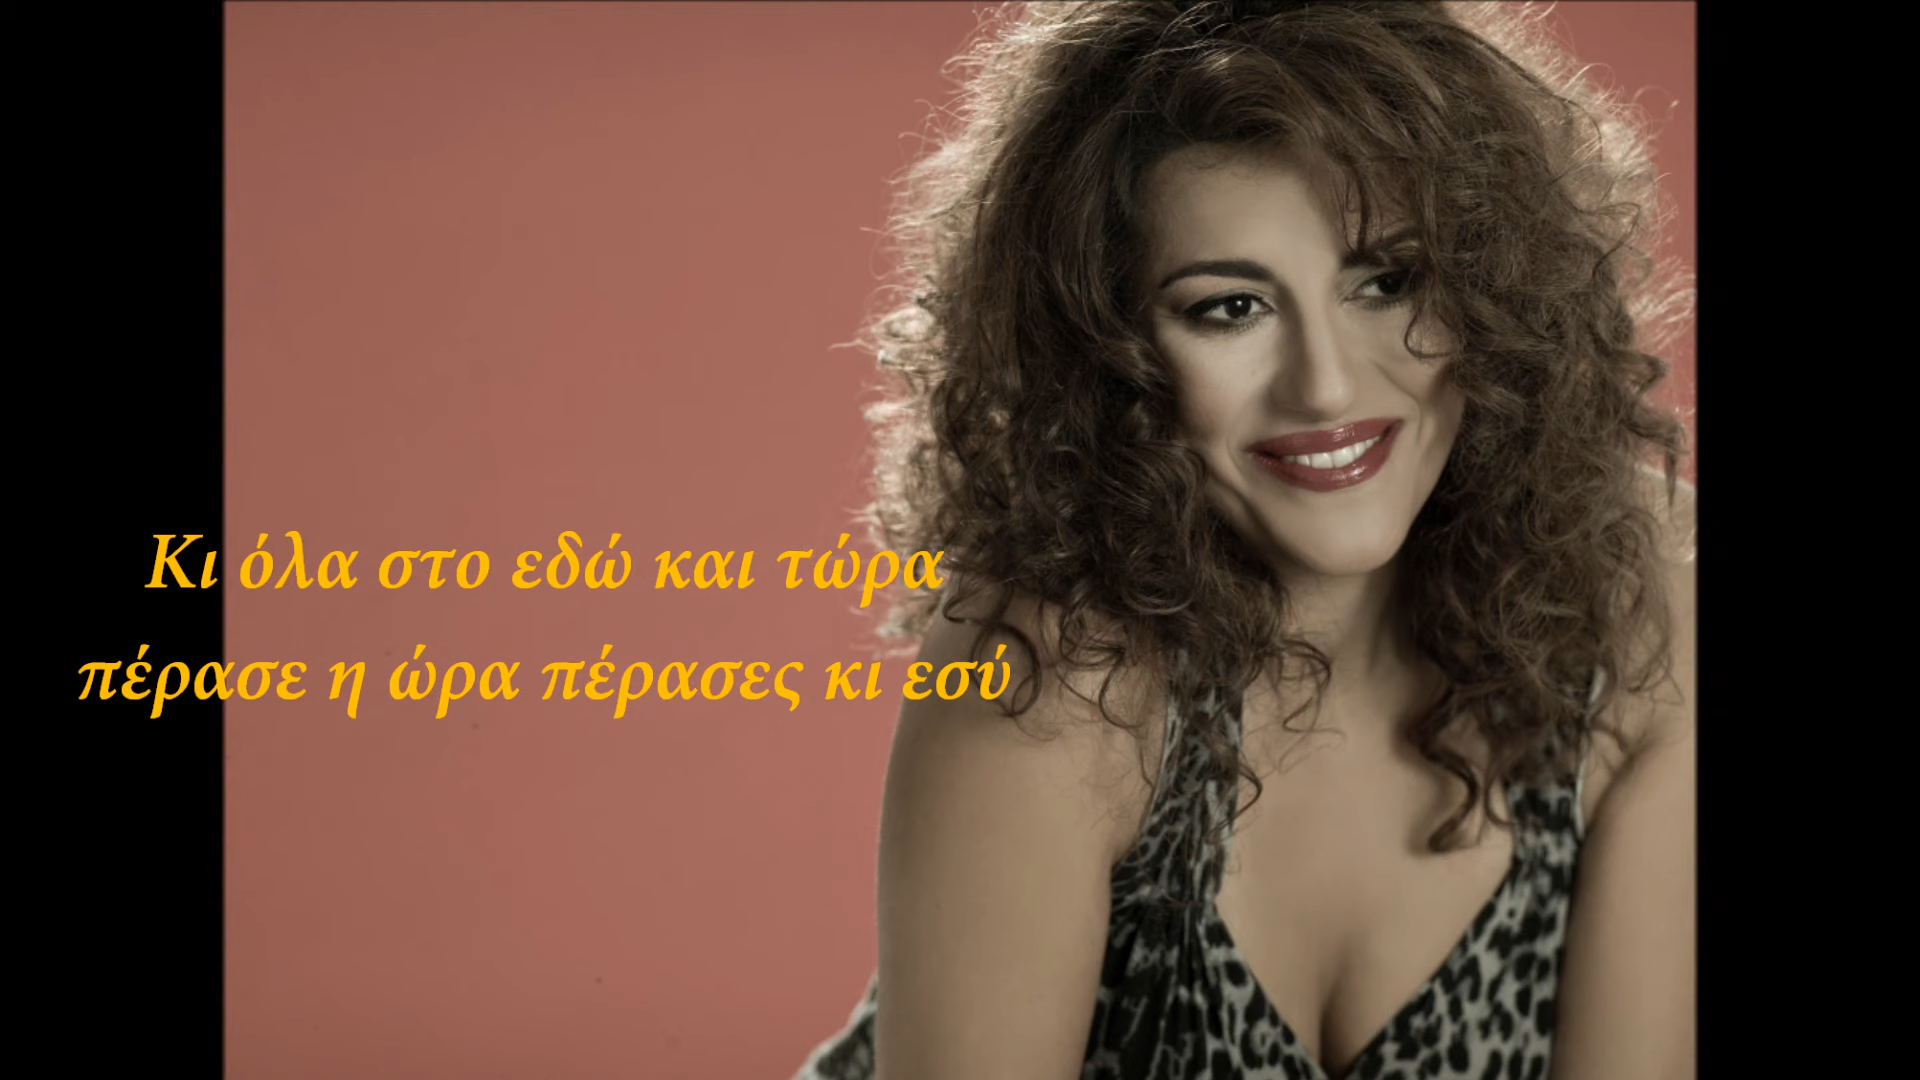 Κι όλα στο εδώ και τώρα
πέρασε η ώρα πέρασες κι εσύ